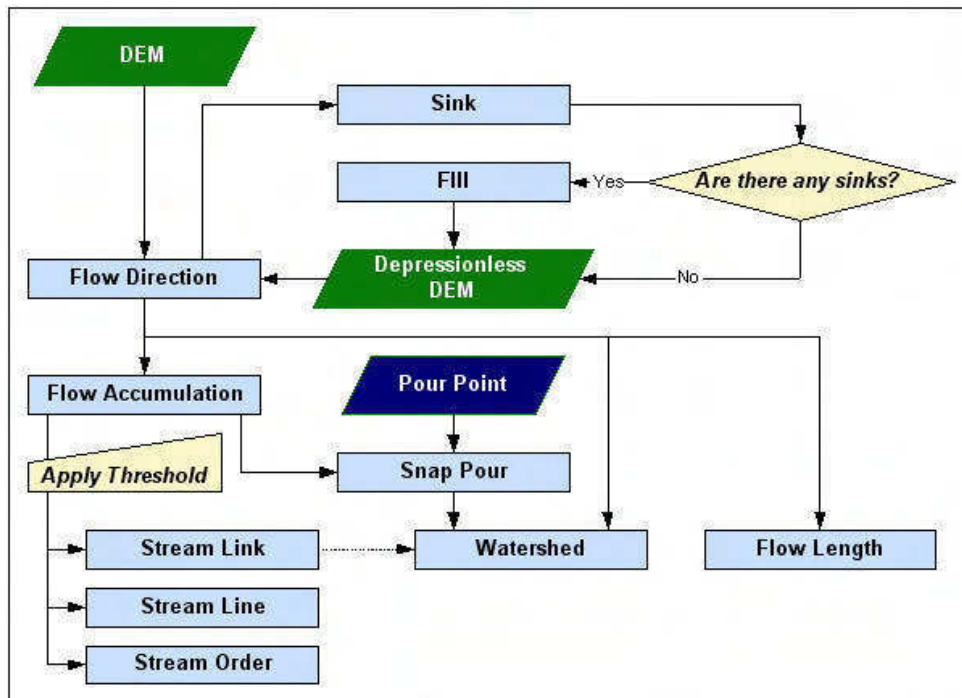 DEM
Sink
FIll
Yes
Are there any sinks?
Flow Direction
Depressionless
DEM
No
Flow Accumulation
Pour Point
Apply Threshold
Snap Pour
Stream Link
Watershed
Flow Length
Stream Line
Stream Order